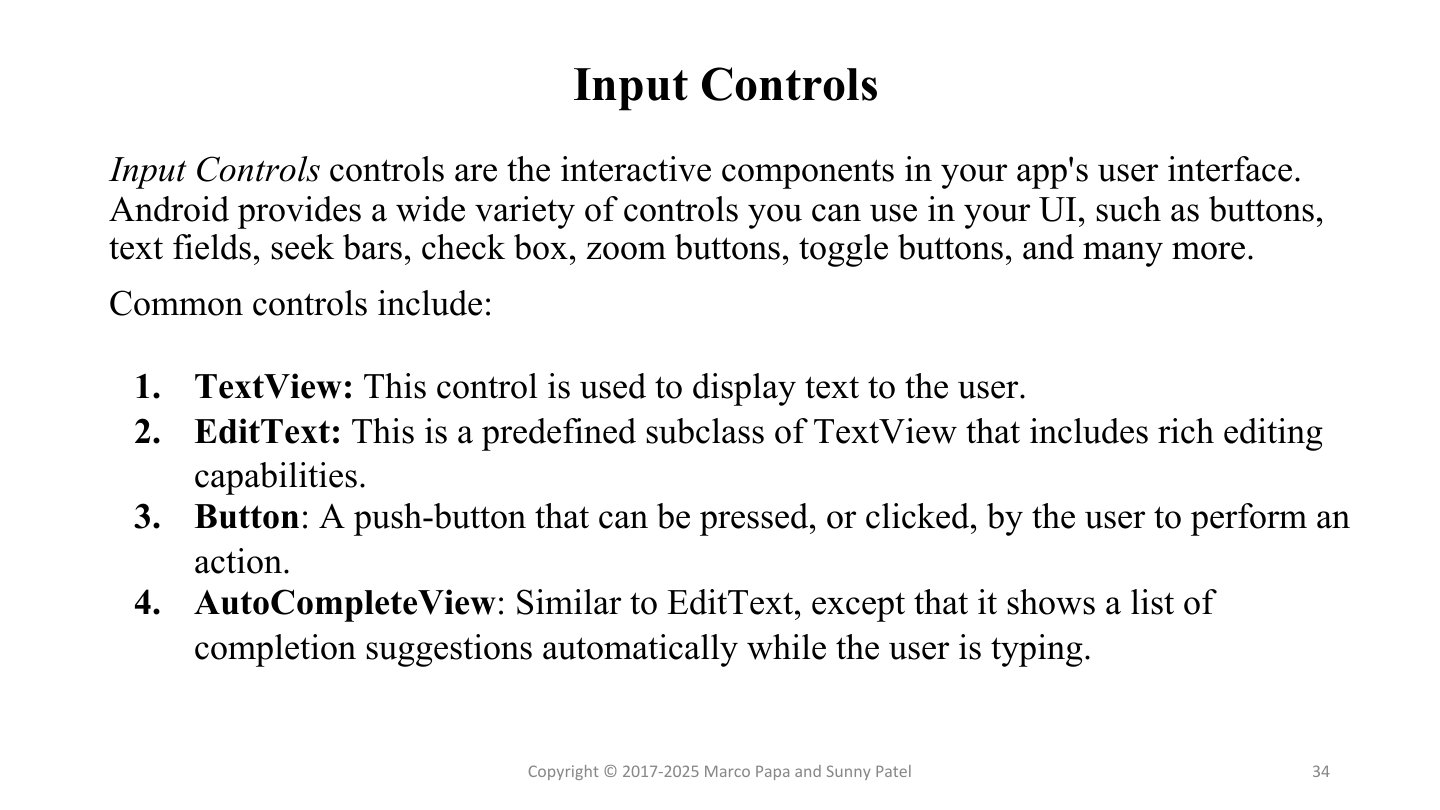 Input Controls
Input Controls controls are the interactive components in your app's user interface.
Android provides a wide variety of controls you can use in your UI, such as buttons,
text fields, seek bars, check box, zoom buttons, toggle buttons, and many more.
Common controls include:
1. TextView: This control is used to display text to the user.
2. EditText: This is a predefined subclass of TextView that includes rich editing
capabilities.
3. Button: A push-button that can be pressed, or clicked, by the user to perform an
action.
4. AutoCompleteView: Similar to EditText, except that it shows a list of
completion suggestions automatically while the user is typing.
Copyright © 2017-2025 Marco Papa and Sunny Patel
34